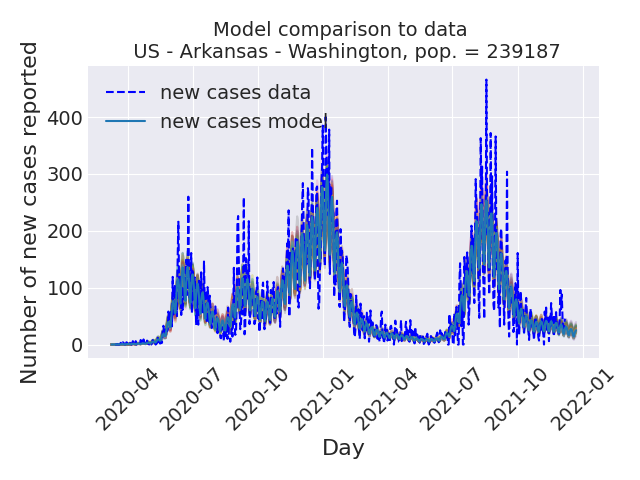 Model comparison to data
US - Arkansas - Washington, pop. = 239187
Number of new cases reported
400
300
200
100
0
new cases data
new cases model
2020-04
2020-07
2020-10
2021-01
2021-04
2021-07
2021-10
2022-01
Day